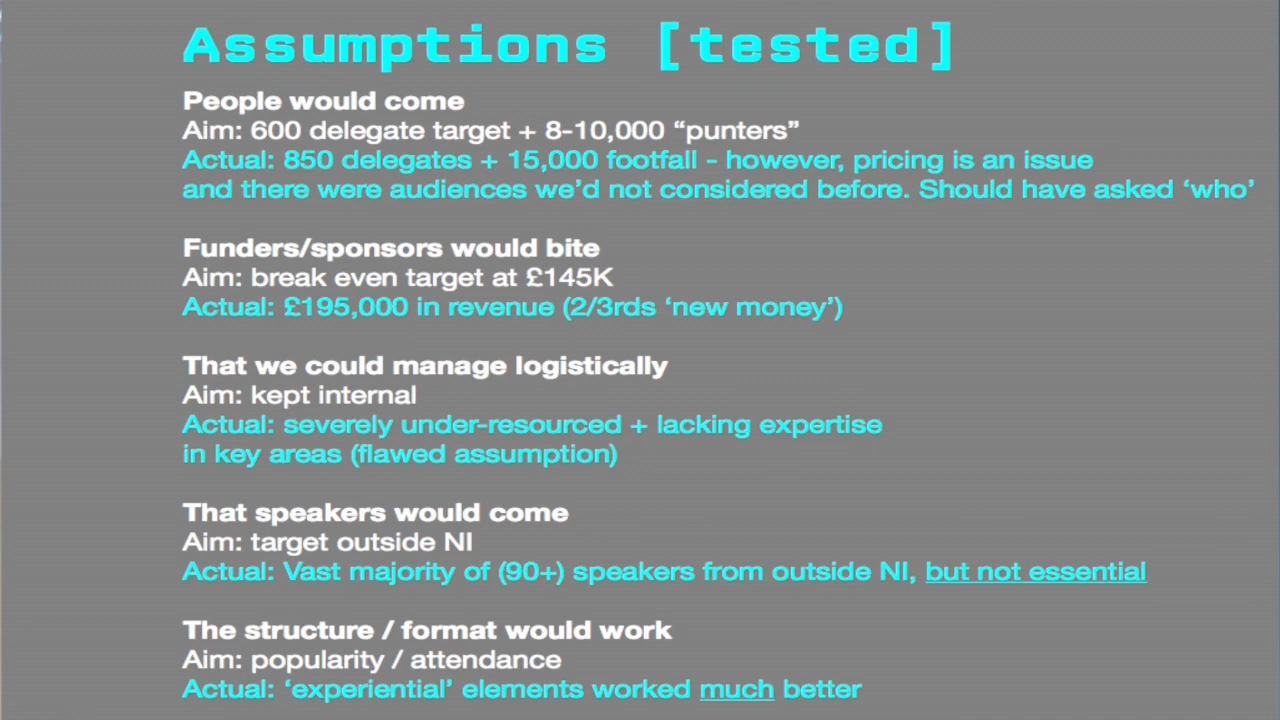 Assumptions [tested]
People would come
Aim: 600 delegate target + 8-10,000 “punters”
Actual: 850 delegates + 15,000 footfall - however, pricing is an issue
and there were audiences we’d not considered before. Should have asked ‘who’
Funders/sponsors would bite
Aim: break even target at £145K
Actual: £195,000 in revenue (2/3rds ‘new money’)
That we could manage logistically
Aim: kept internal
Actual: severely under-resourced + lacking expertise
in key areas (flawed assumption)
That speakers would come
Aim: target outside NI
Actual: Vast majority of (90+) speakers from outside NI, but not essential
The structure / format would work
Aim: popularity / attendance
Actual: ‘experiential’ elements worked much better